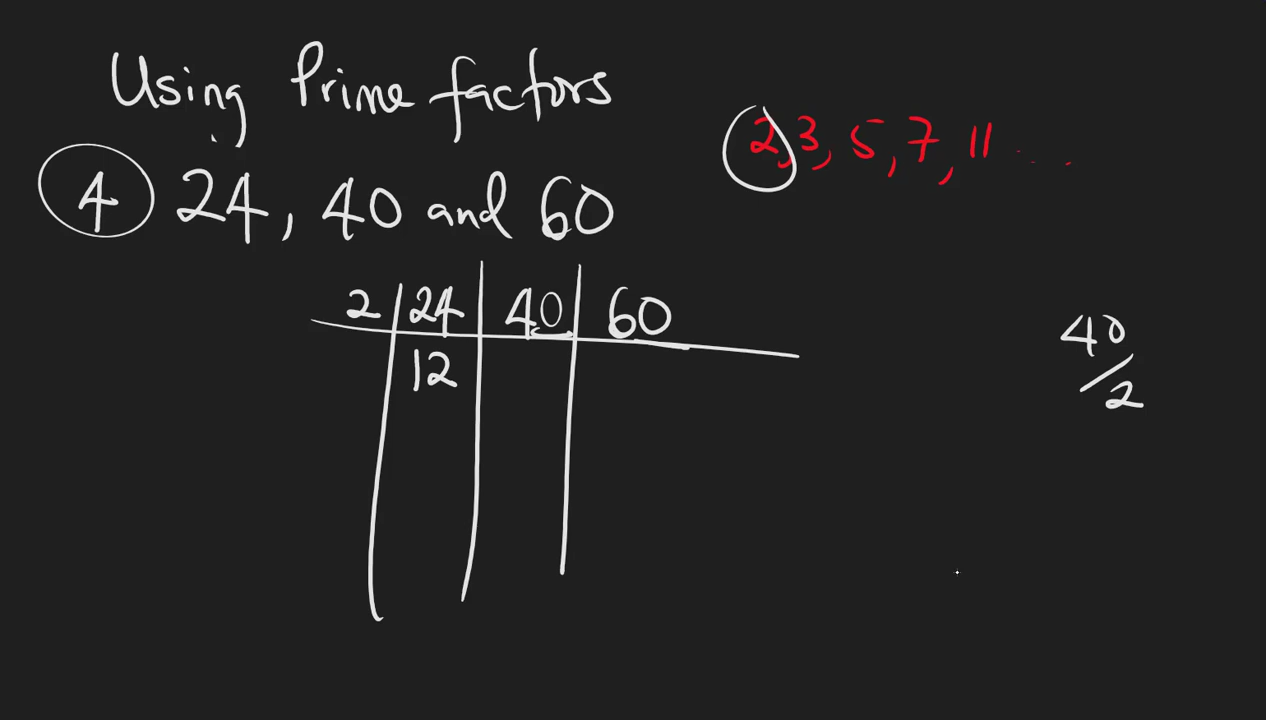 Using Prime factors
2, 3, 5, 7, 11 ....
4 24, 40 and 60
2 24 40 60
12
40
/2